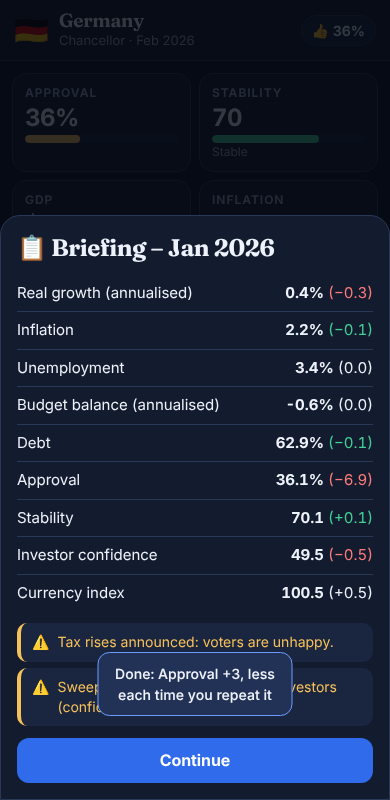 Germany
Chancellor · Feb 2026
👍 36%
APPROVAL
36%
STABILITY
70
Stable
GDP
INFLATION
📋 Briefing – Jan 2026
Real growth (annualised) 0.4% (−0.3)
Inflation 2.2% (−0.1)
Unemployment 3.4% (0.0)
Budget balance (annualised) -0.6% (0.0)
Debt 62.9% (−0.1)
Approval 36.1% (−6.9)
Stability 70.1 (+0.1)
Investor confidence 49.5 (−0.5)
Currency index 100.5 (+0.5)
⚠️ Tax rises announced: voters are unhappy.
Done: Approval +3, less
each time you repeat it
Continue